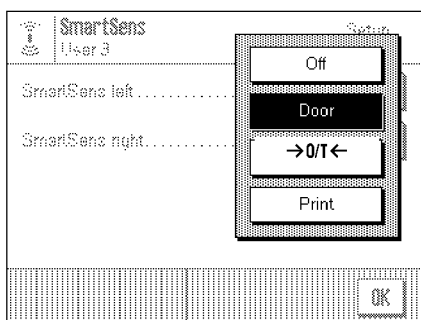 SmartSens
Setup
User 3
SmartSens left............
SmartSens right...........
Off
Door
→0/T←
Print
OK